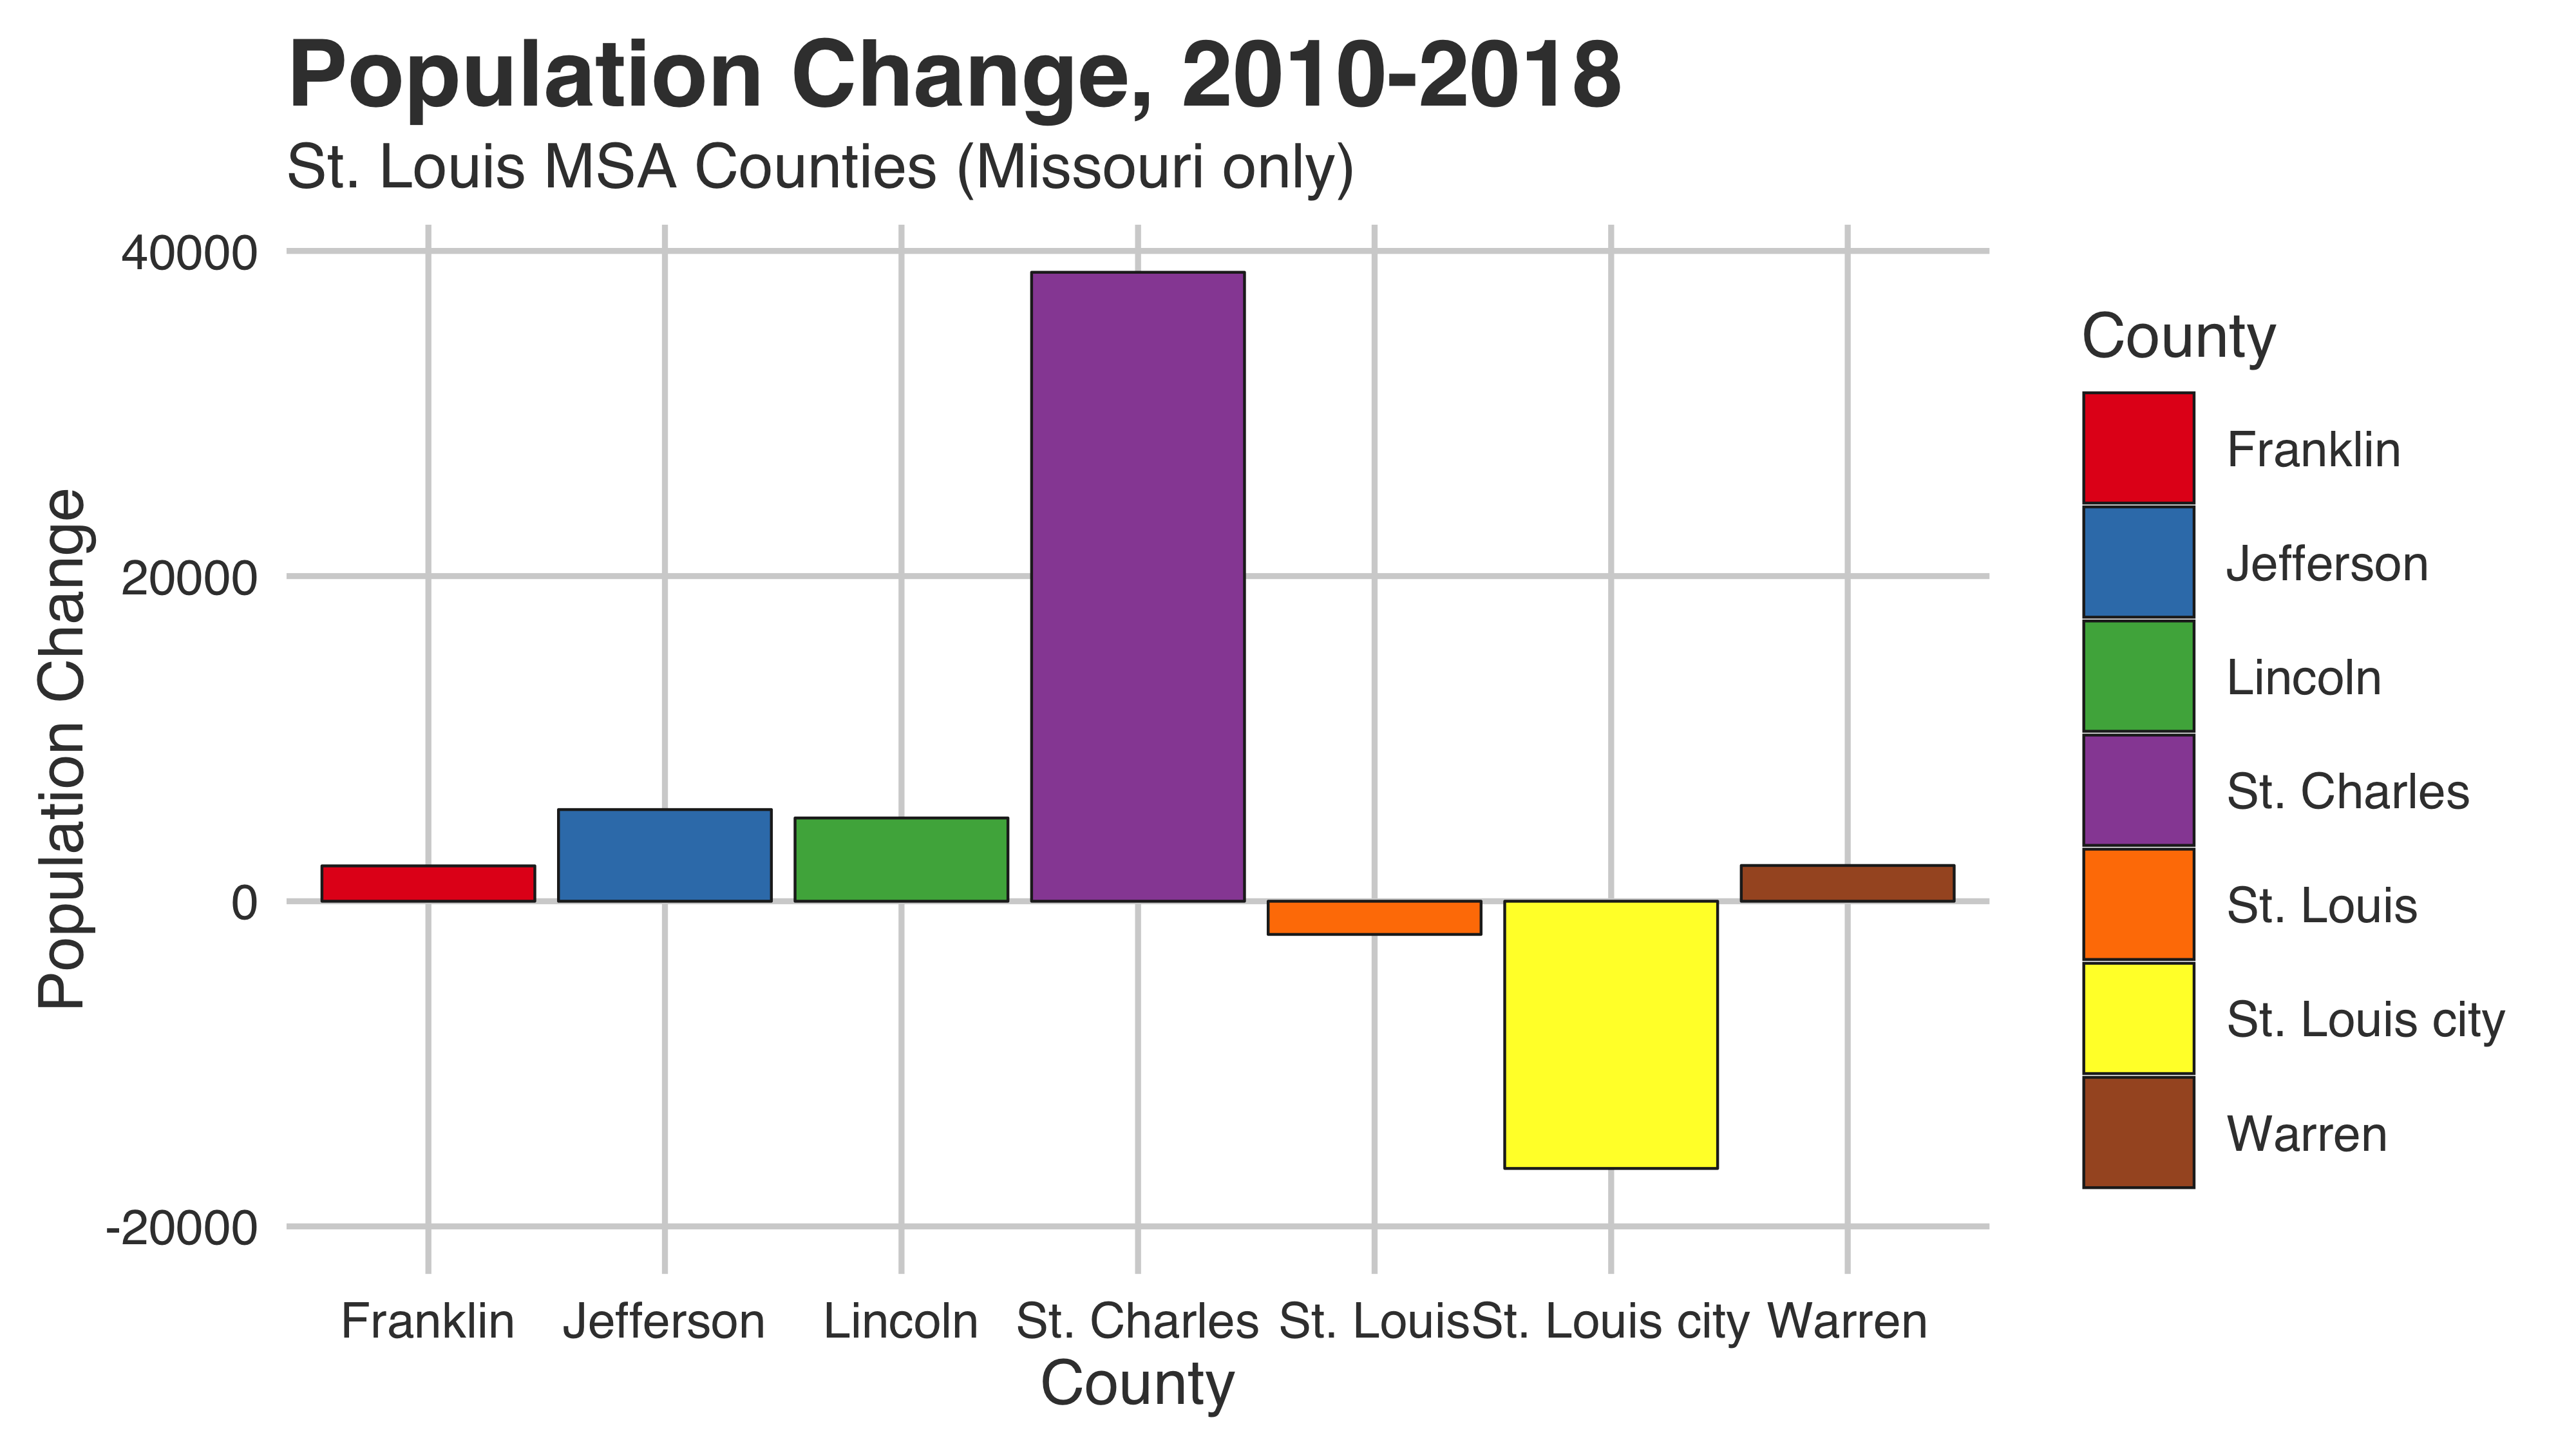 Population Change, 2010-2018
St. Louis MSA Counties (Missouri only)
Population Change
40000
20000
0
-20000
Franklin Jefferson Lincoln St. Charles St. Louis St. Louis city Warren
County
County
Franklin
Jefferson
Lincoln
St. Charles
St. Louis
St. Louis city
Warren